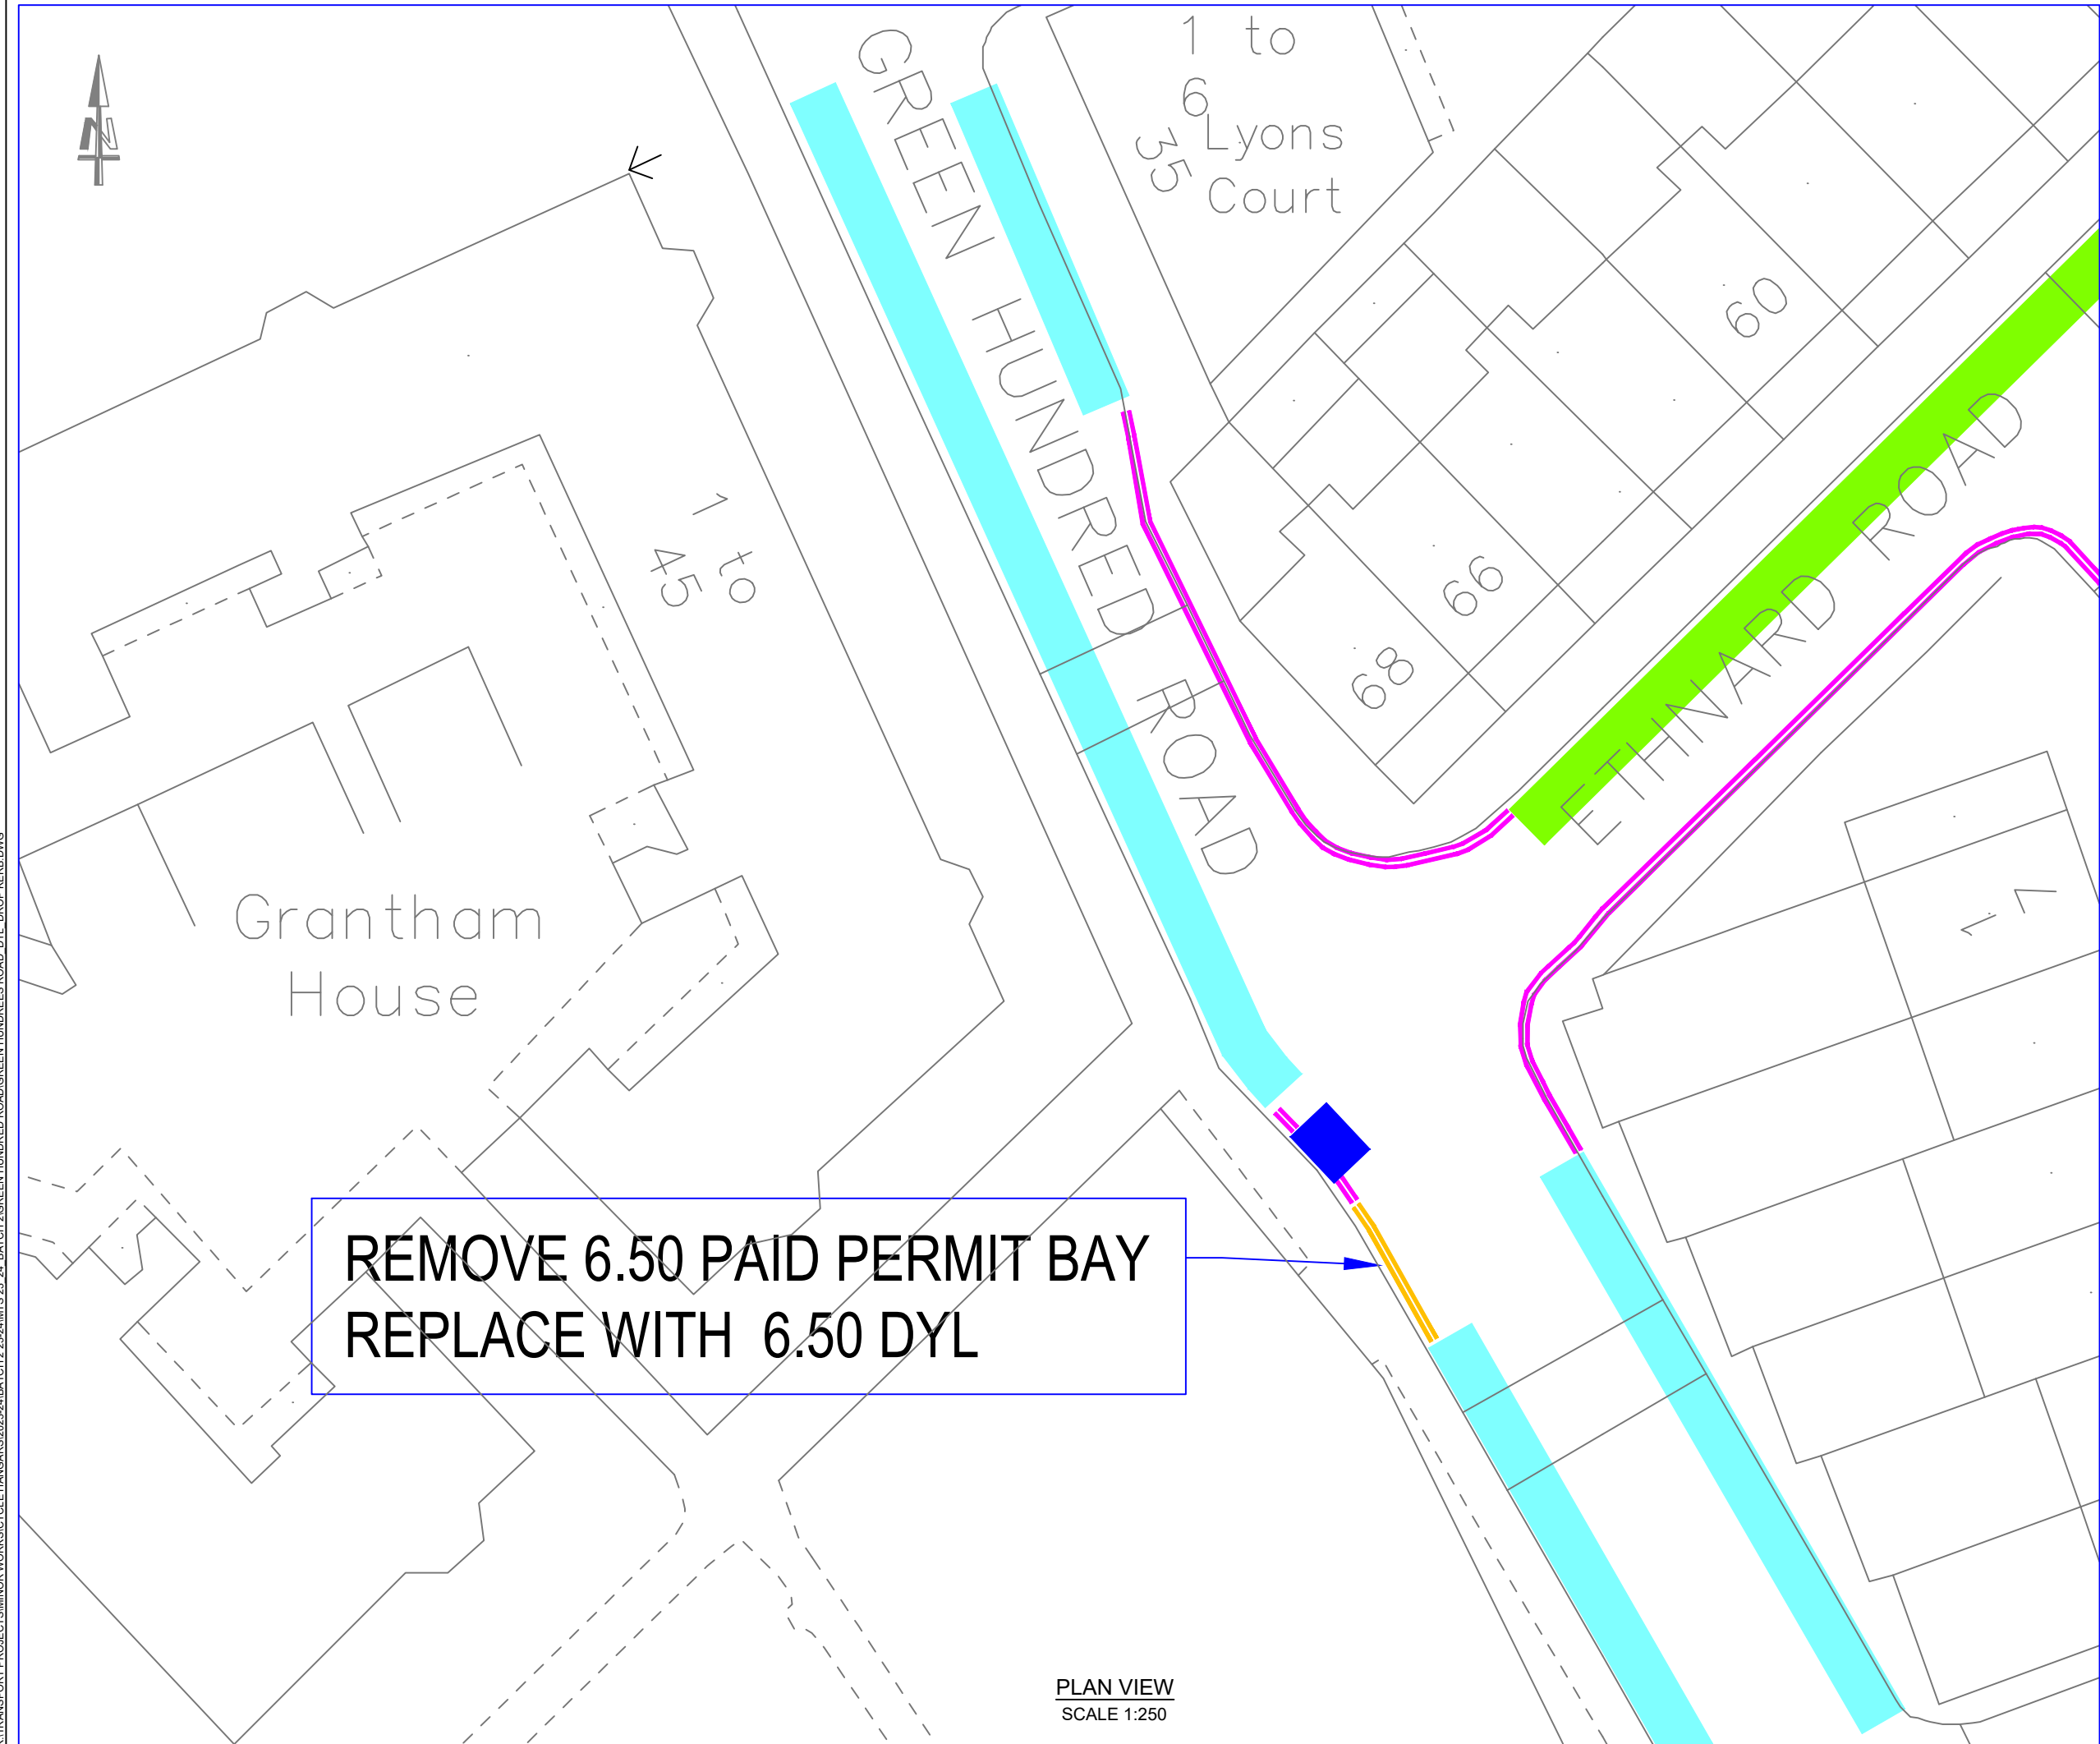 N
GREEN HUNDRED ROAD
1 to
6
Lyons
Court
35
60
66
68
ETHNARD ROAD
1 to
45
1
Grantham
House
REMOVE 6.50 PAID PERMIT BAY
REPLACE WITH 6.50 DYL
PLAN VIEW
SCALE 1:250